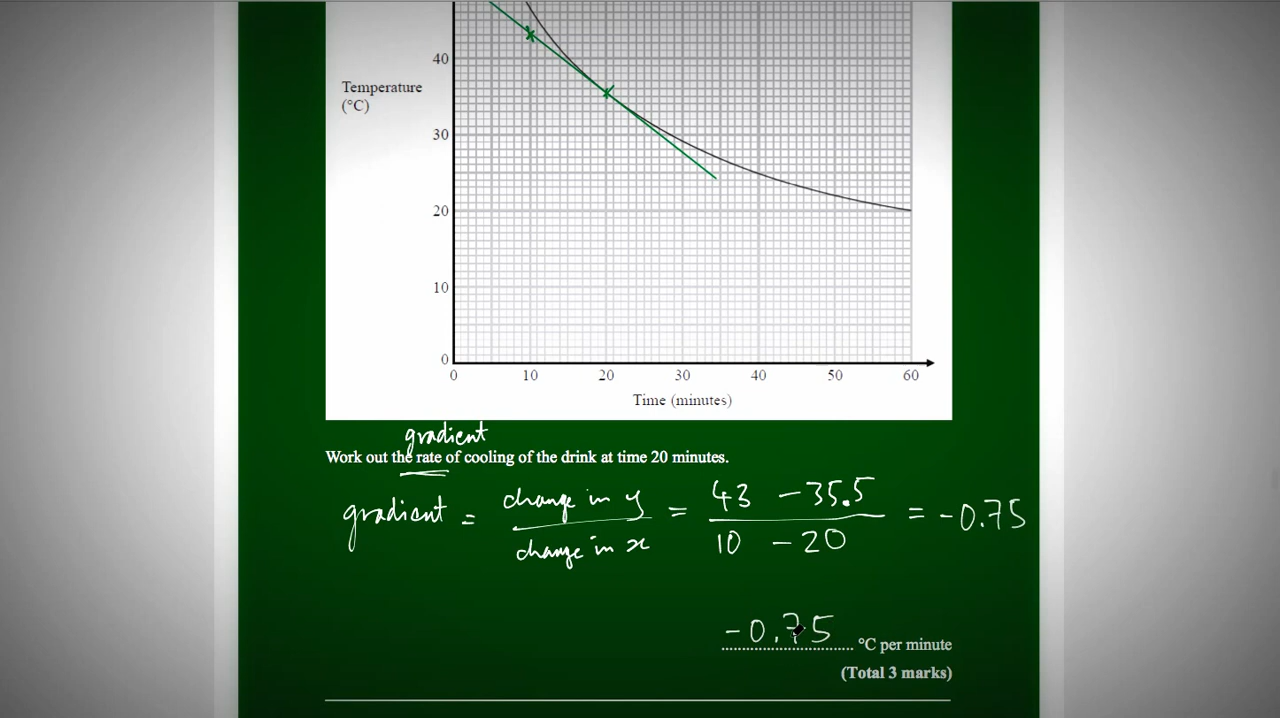 40
Temperature
(°C)
30
20
10
0
0 10 20 30 40 50 60
Time (minutes)
gradient
Work out the rate of cooling of the drink at time 20 minutes.
gradient = change in y / change in x = 43 - 35.5 / 10 - 20 = -0.75
-0.75 °C per minute
(Total 3 marks)